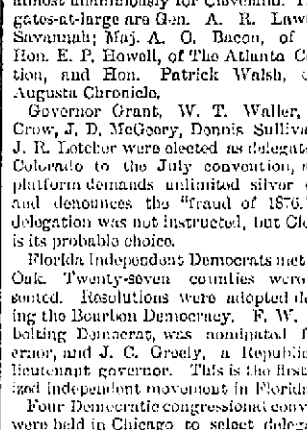 almost unanimously for Cleveland. T
gates-at-large are Gen. A. R. Law
Savannah; Maj. A. O. Bacon, of
Hon. E. P. Howell, of The Atlanta C
tion, and Hon. Patrick Walsh, o
Augusta Chronicle.
Governor Grant, W. T. Waller,
Crow, J. D. McGeory, Dennis Sulliva
J. R. Letcher were elected as delegate
Colorado to the July convention,
platform demands unlimited silver
and denounces the "fraud of 1876."
delegation was not instructed, but Cle
is its probable choice.
Florida Independent Democrats met
Oak. Twenty-seven counties were
sented. Resolutions were adopted de
ing the Bourbon Democracy. F. W.
bolting Democrat, was nominated f
ernor, and J. C. Greely, a Republic
lieutenant governor. This is the first
ized independent movement in Florida
Four Democratic congressional conv
were held in Chicago to select delega